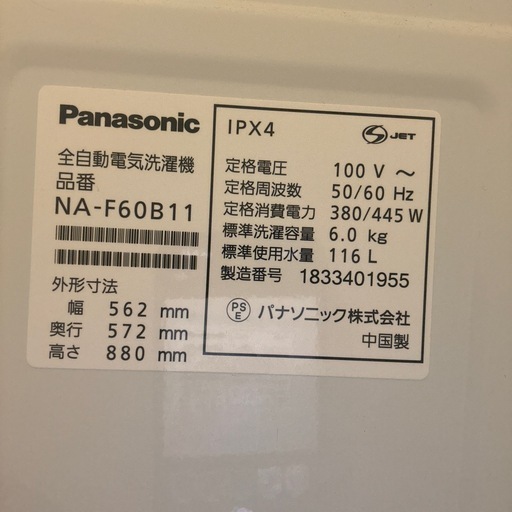 Panasonic
全自動電気洗濯機
品番
NA-F60B11
外形寸法
幅 562 mm
奥行 572 mm
高さ 880 mm
IPX4
S JET
定格電圧 100 V ～
定格周波数 50/60 Hz
定格消費電力 380/445 W
標準洗濯容量 6.0 kg
標準使用水量 116 L
製造番号 1833401955
PS E パナソニック株式会社
中国製